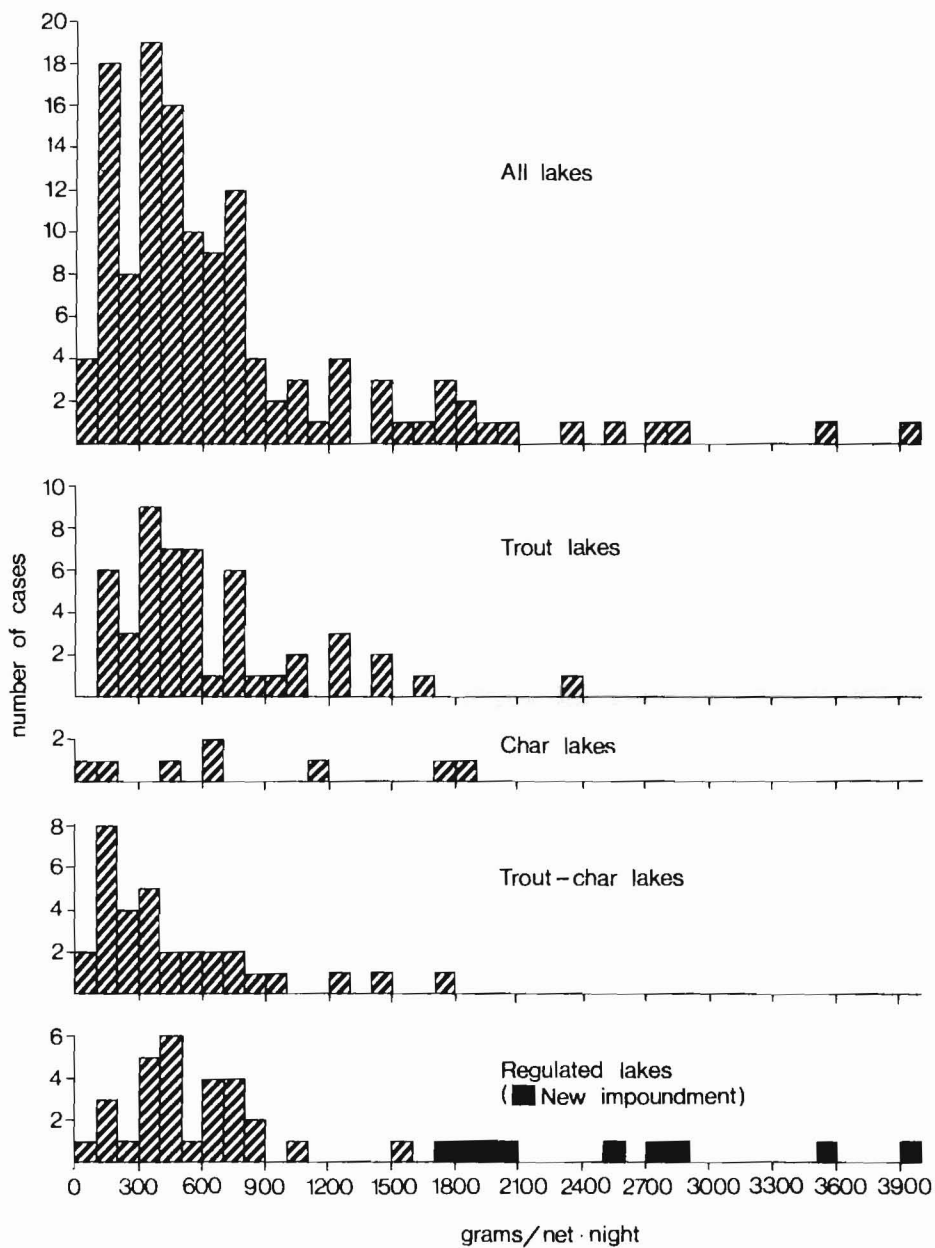 20
18
16
14
12
10
8
6
4
2
All lakes
10
8
6
4
2
Trout lakes
number of cases
2
Char lakes
8
6
4
2
Trout-char lakes
6
4
2
Regulated lakes
(■ New impoundment)
0 300 600 900 1200 1500 1800 2100 2400 2700 3000 3300 3600 3900
grams/net·night